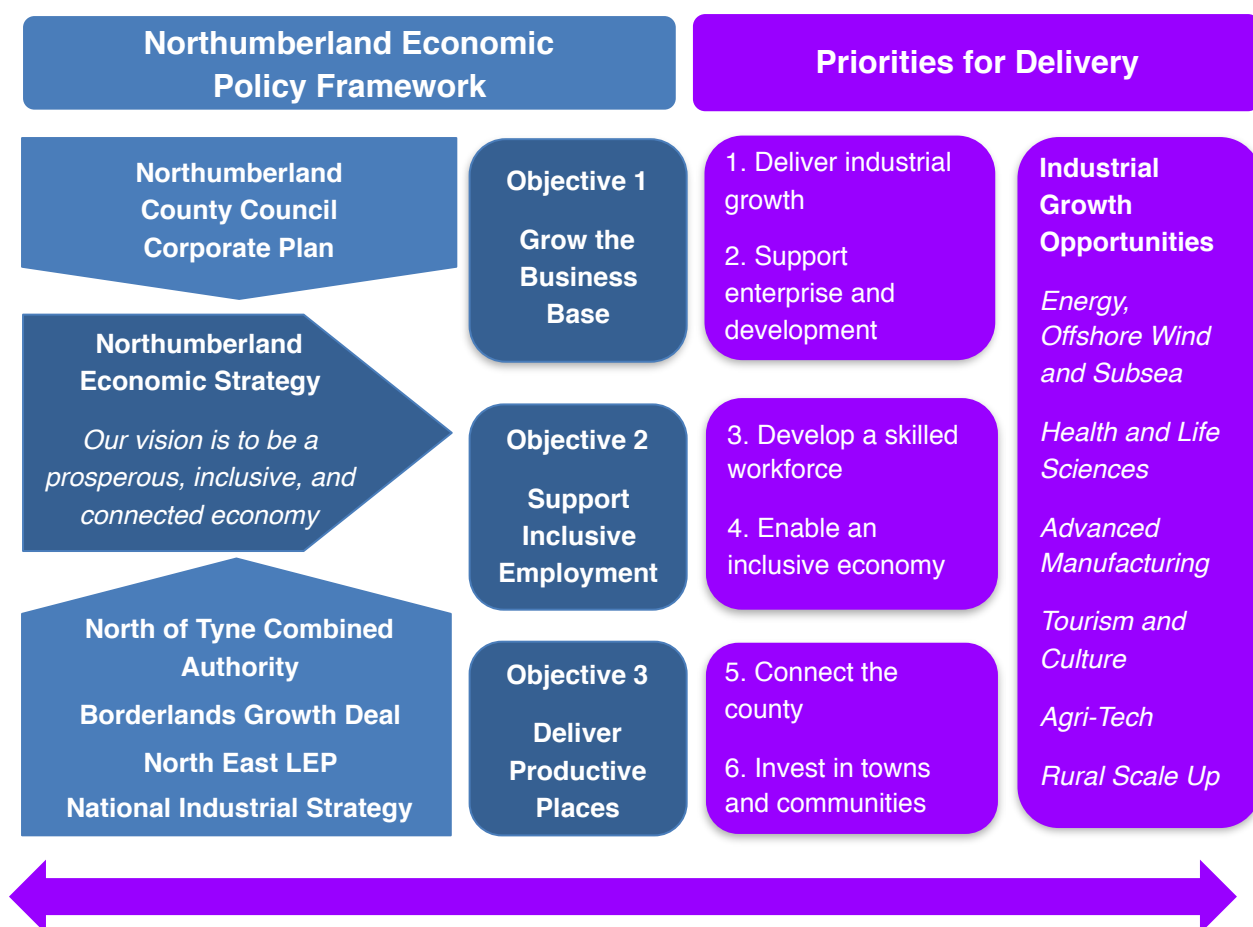 Northumberland Economic
Policy Framework
Priorities for Delivery
Northumberland
County Council
Corporate Plan
Northumberland
Economic Strategy
Our vision is to be a
prosperous, inclusive, and
connected economy
North of Tyne Combined
Authority
Borderlands Growth Deal
North East LEP
National Industrial Strategy
Objective 1
Grow the
Business
Base
Objective 2
Support
Inclusive
Employment
Objective 3
Deliver
Productive
Places
1. Deliver industrial
growth
2. Support
enterprise and
development
3. Develop a skilled
workforce
4. Enable an
inclusive economy
5. Connect the
county
6. Invest in towns
and communities
Industrial
Growth
Opportunities
Energy,
Offshore Wind
and Subsea
Health and Life
Sciences
Advanced
Manufacturing
Tourism and
Culture
Agri-Tech
Rural Scale Up